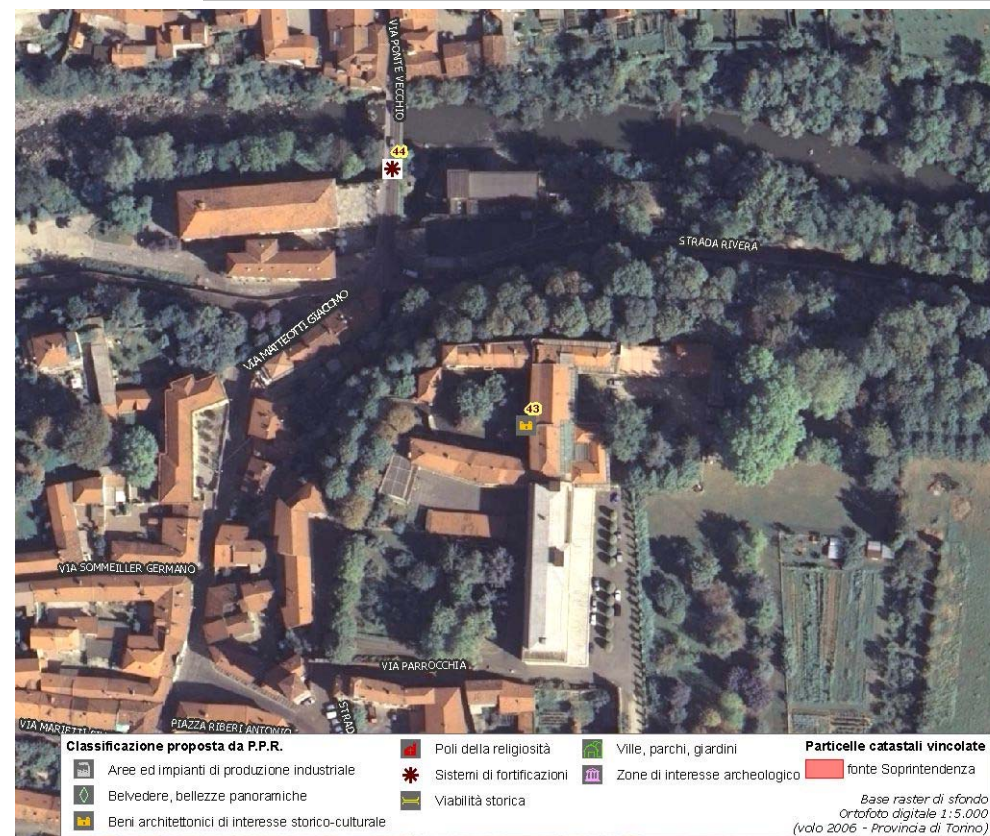 VIA PONTE VECCHIO
44
STRADA RIVERA
VIA MATTEOTTI GIACOMO
43
VIA SOMMEILLER GERMANO
VIA PARROCCHIA
STRAD
VIA MARIETTI
PIAZZA RIBERI ANTONIO
Classificazione proposta da P.P.R.
Aree ed impianti di produzione industriale
Belvedere, bellezze panoramiche
Beni architettonici di interesse storico-culturale
Poli della religiosità
Sistemi di fortificazioni
Viabilità storica
Ville, parchi, giardini
Zone di interesse archeologico
Particelle catastali vincolate
fonte Soprintendenza
Base raster di sfondo
Ortofoto digitale 1:5.000
(volo 2006 - Provincia di Torino)